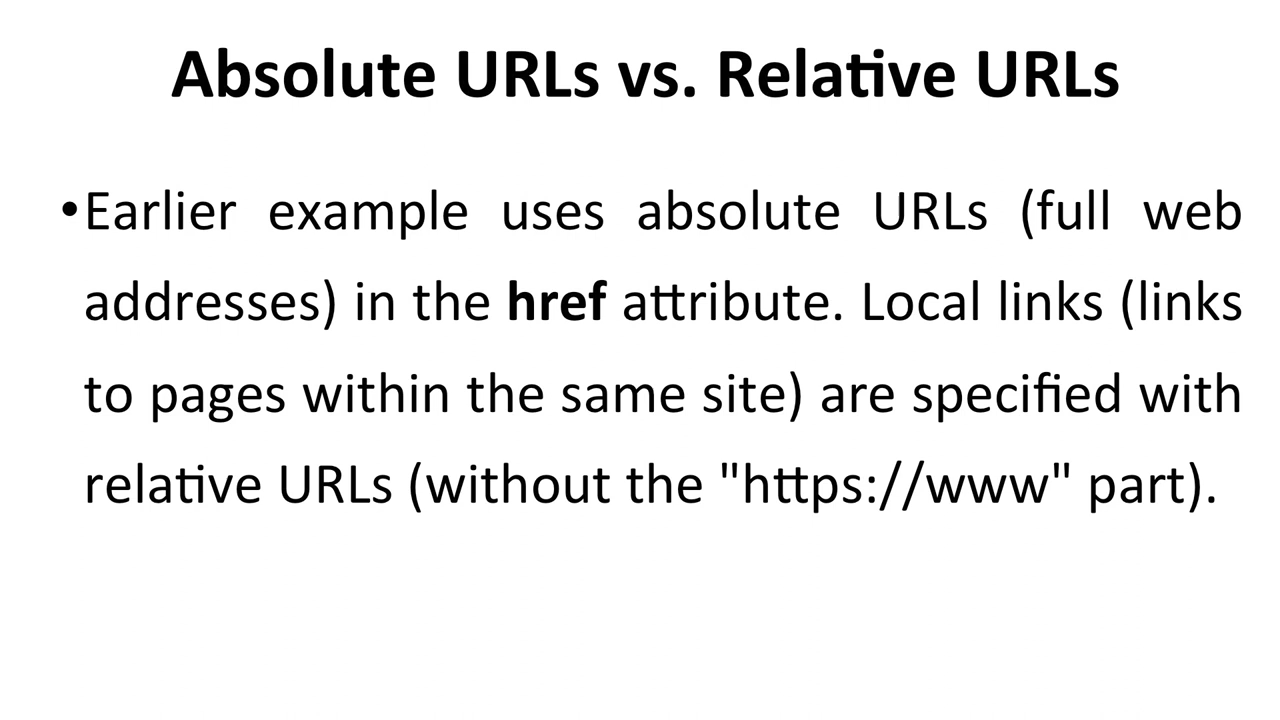 Absolute URLs vs. Relative URLs
•Earlier example uses absolute URLs (full web
addresses) in the href attribute. Local links (links
to pages within the same site) are specified with
relative URLs (without the "https://www" part).